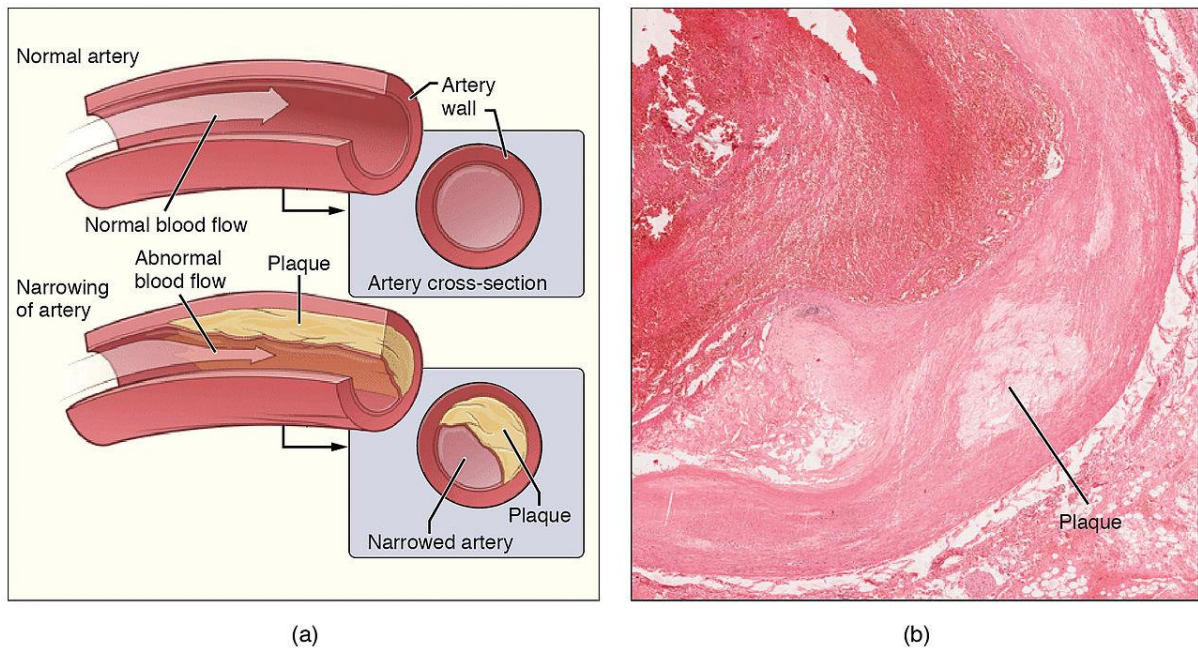 Normal artery
Artery
wall
Normal blood flow
Artery cross-section
Abnormal
blood flow
Plaque
Narrowing
of artery
Plaque
Narrowed artery
(a)
Plaque
(b)